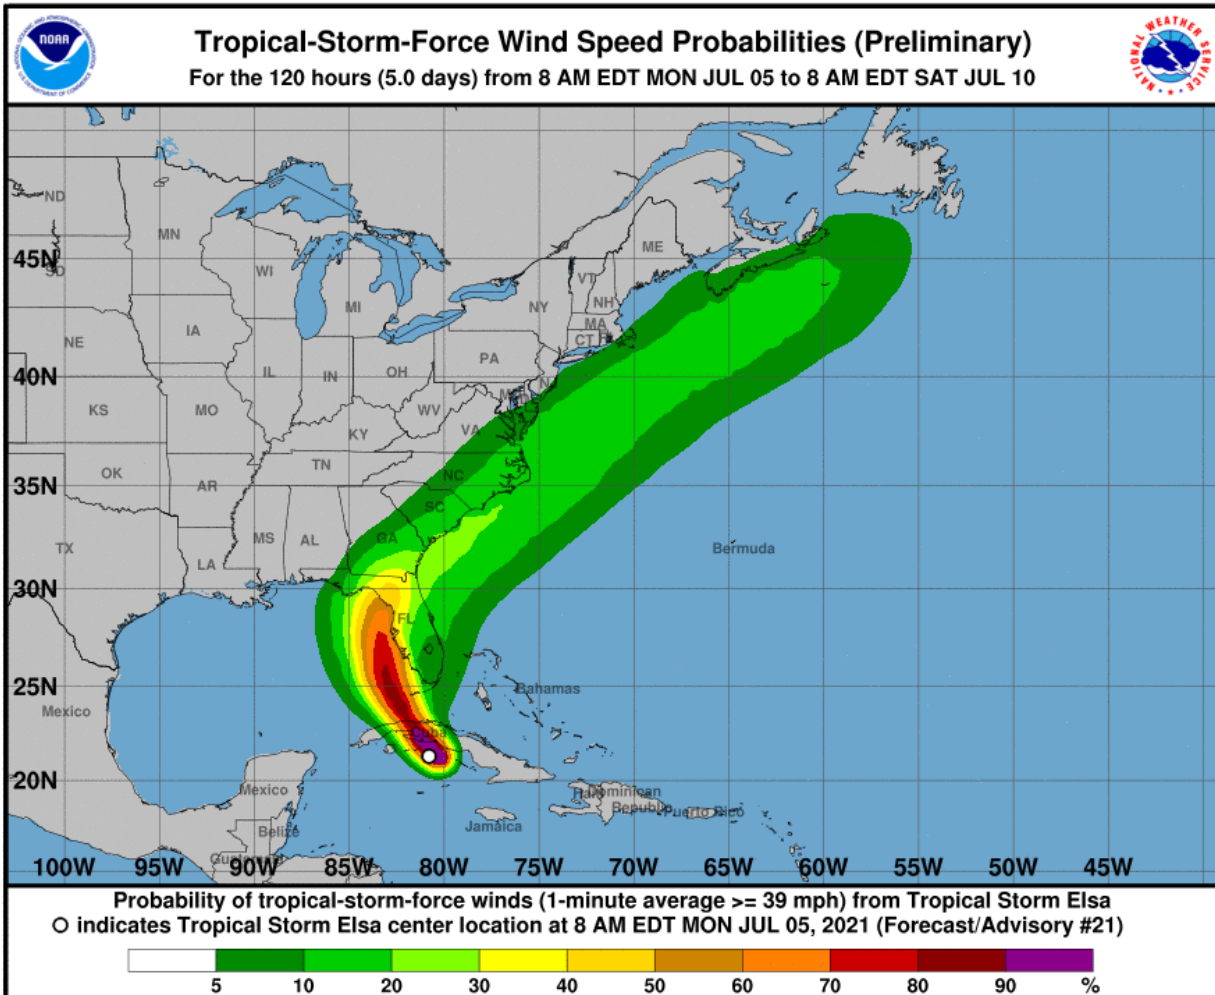 Tropical-Storm-Force Wind Speed Probabilities (Preliminary)
For the 120 hours (5.0 days) from 8 AM EDT MON JUL 05 to 8 AM EDT SAT JUL 10
NOAA
NATIONAL WEATHER SERVICE
ND
MN
ME
45N
SD
WI
VT
MI
NY
NH
MA
IA
NE
CT
PA
40N
IL
IN
OH
KS
MO
WV
VA
KY
TN
NC
OK
35N
AR
SC
TX
MS
AL
GA
LA
Bermuda
30N
FL
25N
Mexico
Bahamas
Cuba
20N
Mexico
Dominican
Republic
Puerto Rico
Jamaica
Belize
Guatemala
100W 95W 90W 85W 80W 75W 70W 65W 60W 55W 50W 45W
Probability of tropical-storm-force winds (1-minute average >= 39 mph) from Tropical Storm Elsa
indicates Tropical Storm Elsa center location at 8 AM EDT MON JUL 05, 2021 (Forecast/Advisory #21)
5 10 20 30 40 50 60 70 80 90 %